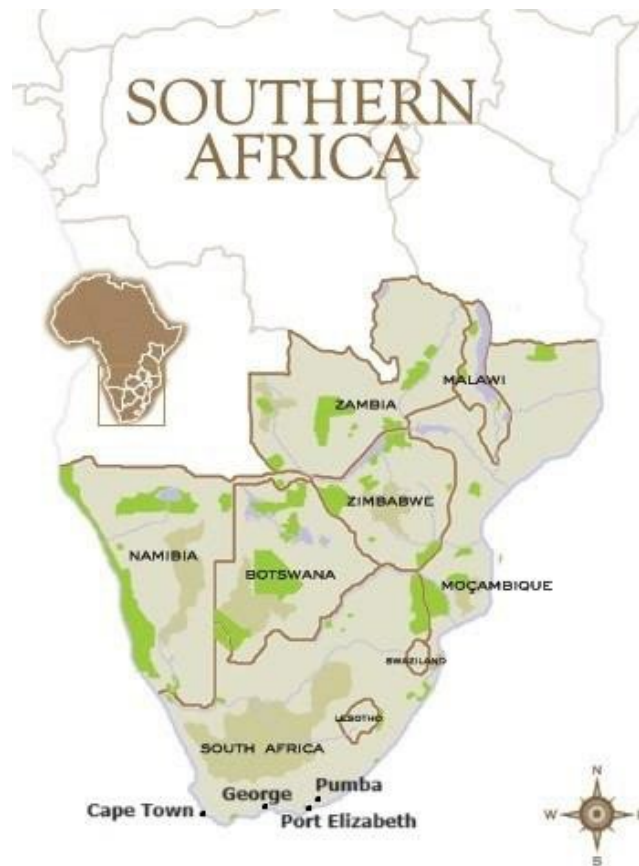 SOUTHERN
AFRICA
MALAWI
ZAMBIA
ZIMBABWE
NAMIBIA
BOTSWANA
MOÇAMBIQUE
SWAZILAND
LESOTHO
SOUTH AFRICA
Pumba
George
Cape Town
Port Elizabeth
N
W
S